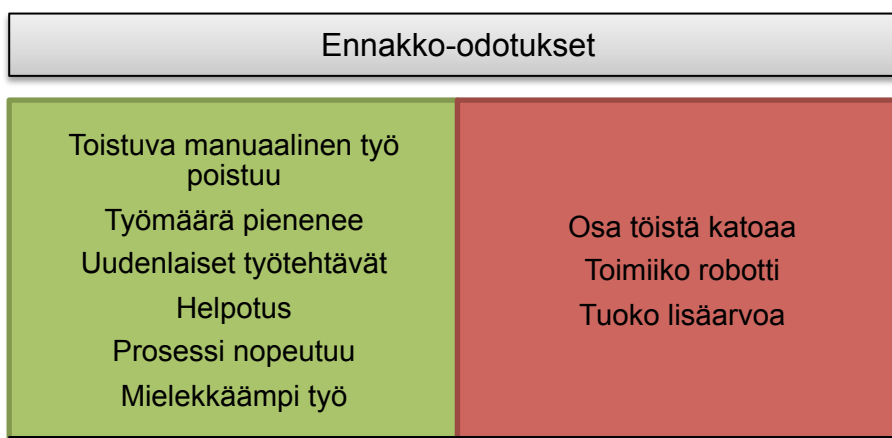 Ennakko-odotukset
Toistuva manuaalinen työ
poistuu
Työmäärä pienenee
Uudenlaiset työtehtävät
Helpotus
Prosessi nopeutuu
Mielekkäämpi työ
Osa töistä katoaa
Toimiiko robotti
Tuoko lisäarvoa